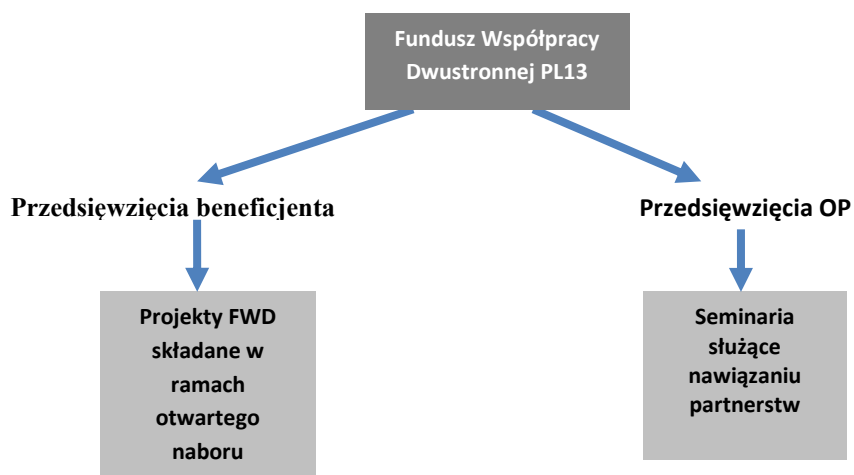 Fundusz Współpracy
Dwustronnej PL13
Przedsięwzięcia beneficjenta
Przedsięwzięcia OP
Projekty FWD
składane w
ramach
otwartego
naboru
Seminaria
służące
nawiązaniu
partnerstw